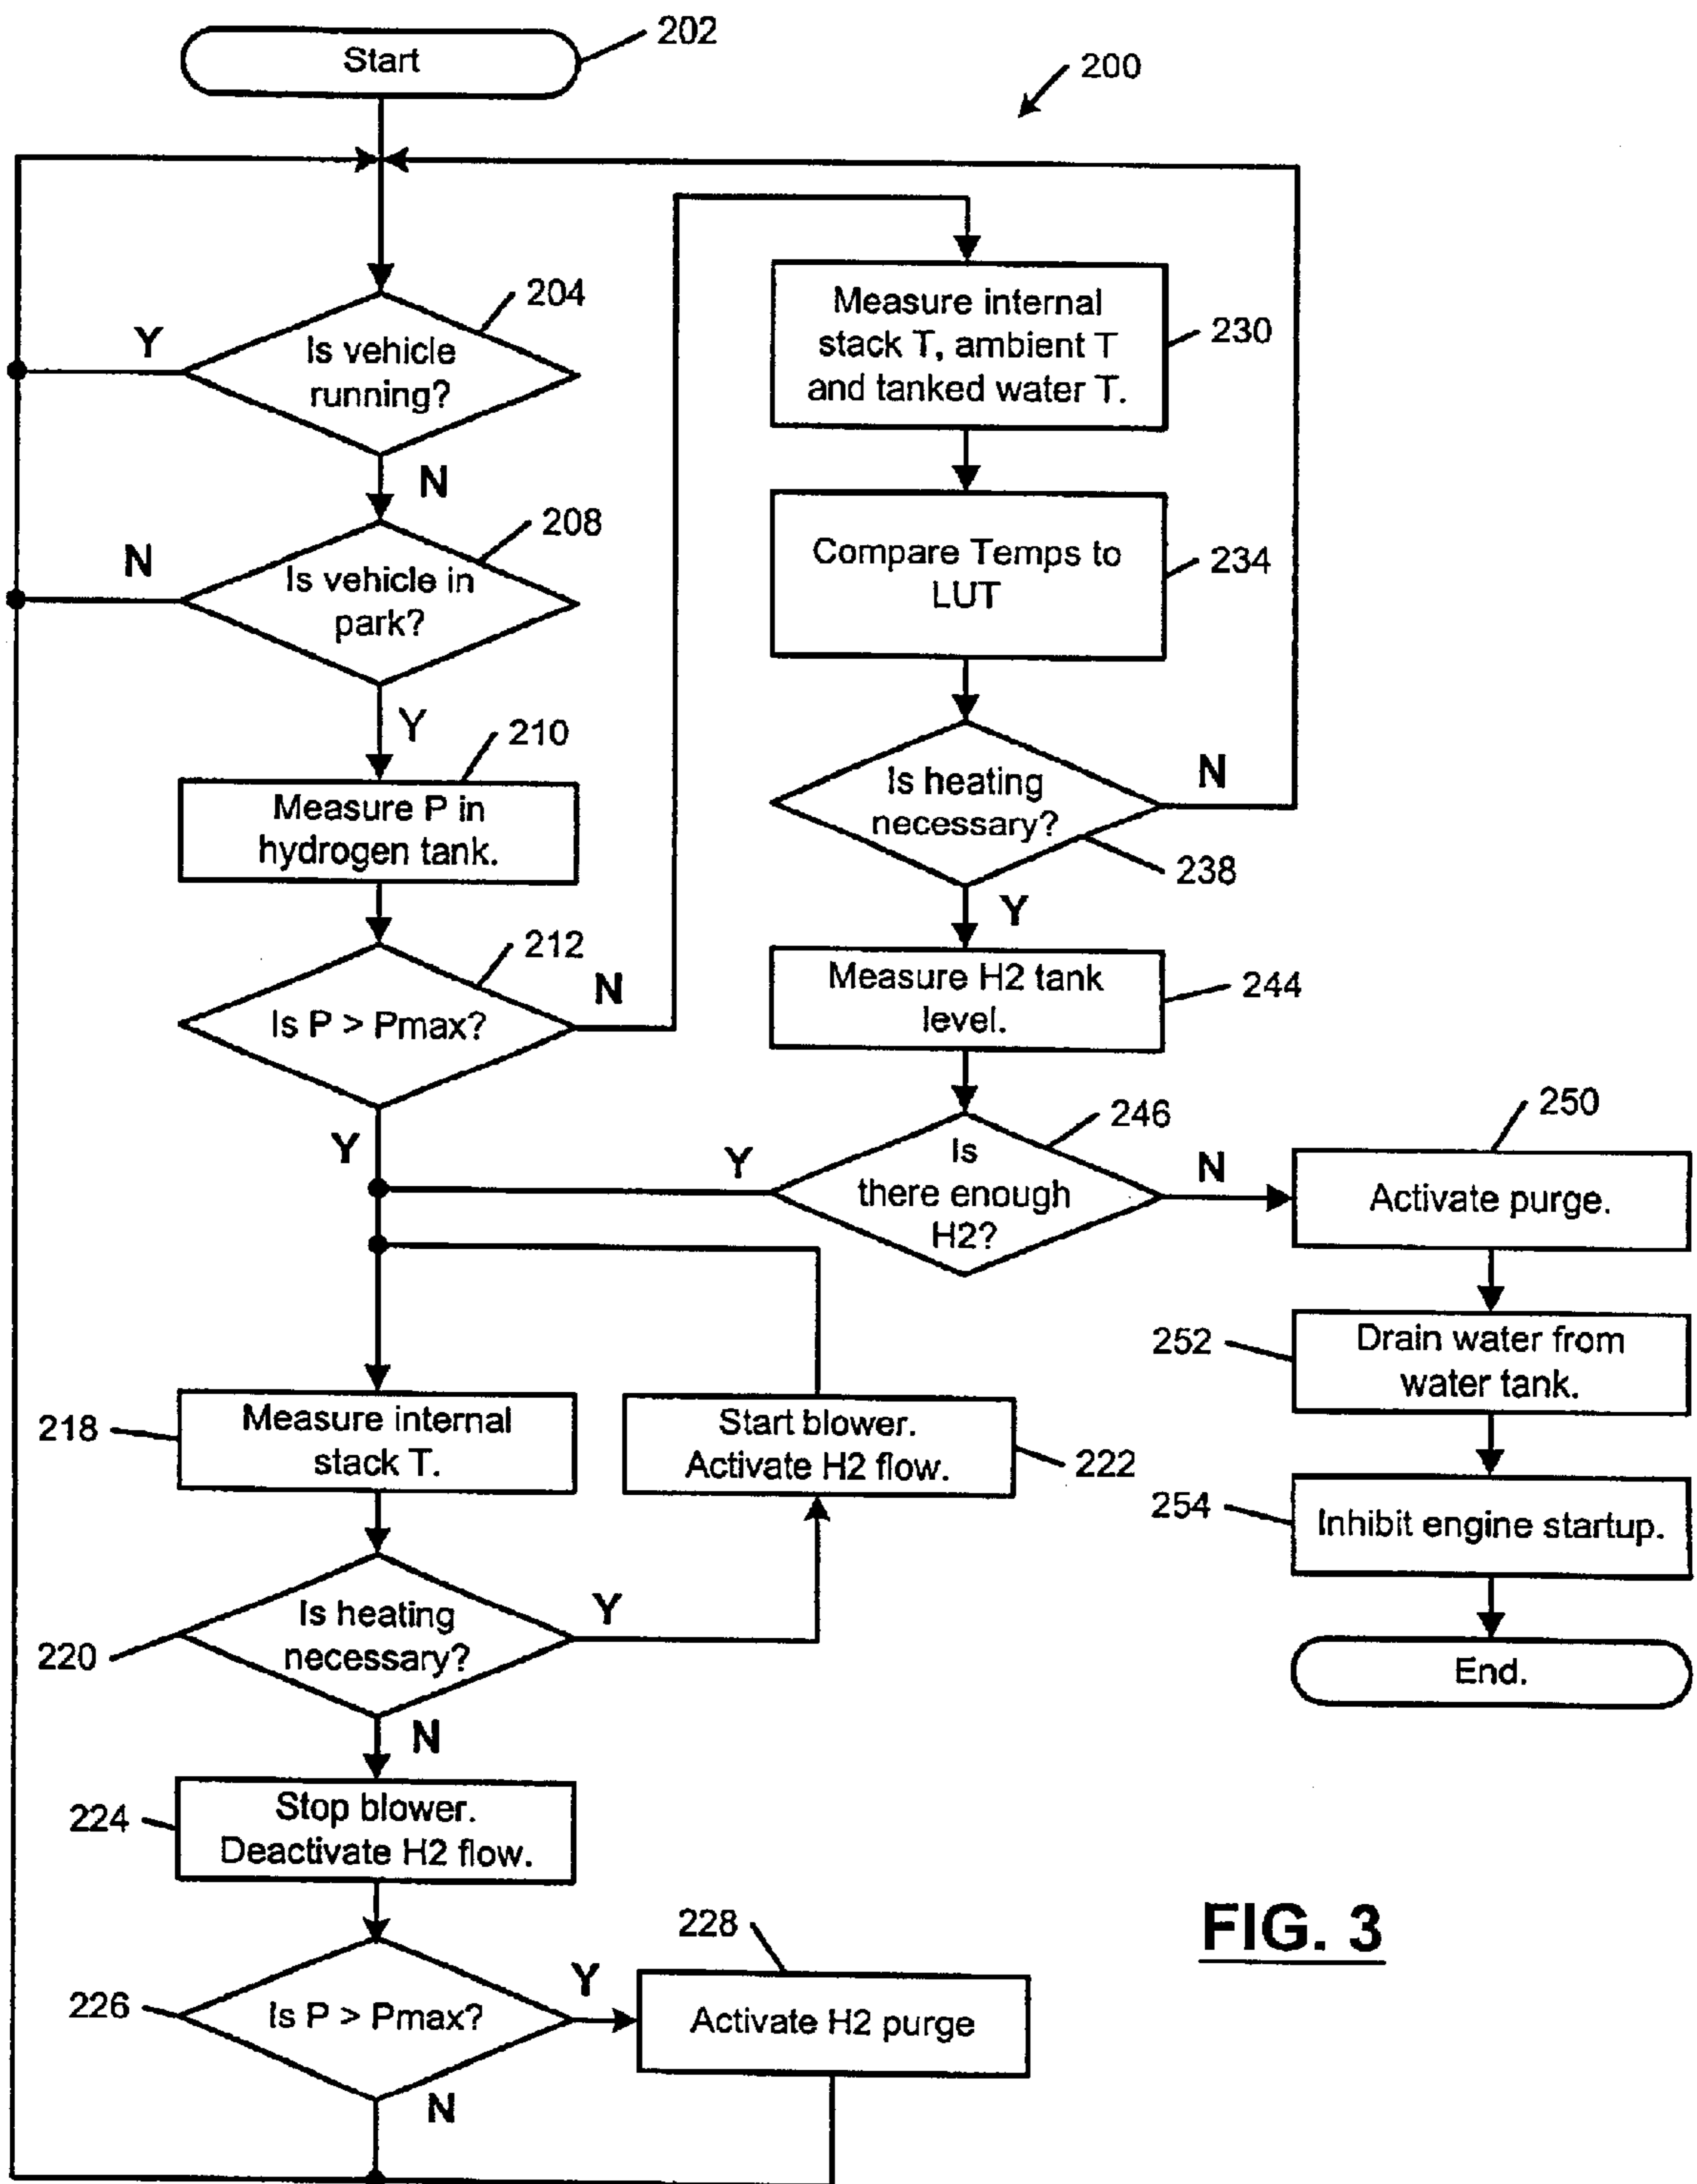 Start
202
200
204
Is vehicle
running?
Y
N
208
Is vehicle in
park?
N
Y
210
Measure P in
hydrogen tank.
212
Is P > Pmax?
N
Y
Measure internal
stack T, ambient T
and tanked water T.
230
Compare Temps to
LUT
234
Is heating
necessary?
N
238
Y
Measure H2 tank
level.
244
246
Is
there enough
H2?
Y
N
250
Activate purge.
252
Drain water from
water tank.
254
Inhibit engine startup.
End.
218
Measure internal
stack T.
Start blower.
Activate H2 flow.
222
220
Is heating
necessary?
Y
N
224
Stop blower.
Deactivate H2 flow.
226
Is P > Pmax?
Y
N
228
Activate H2 purge
FIG. 3